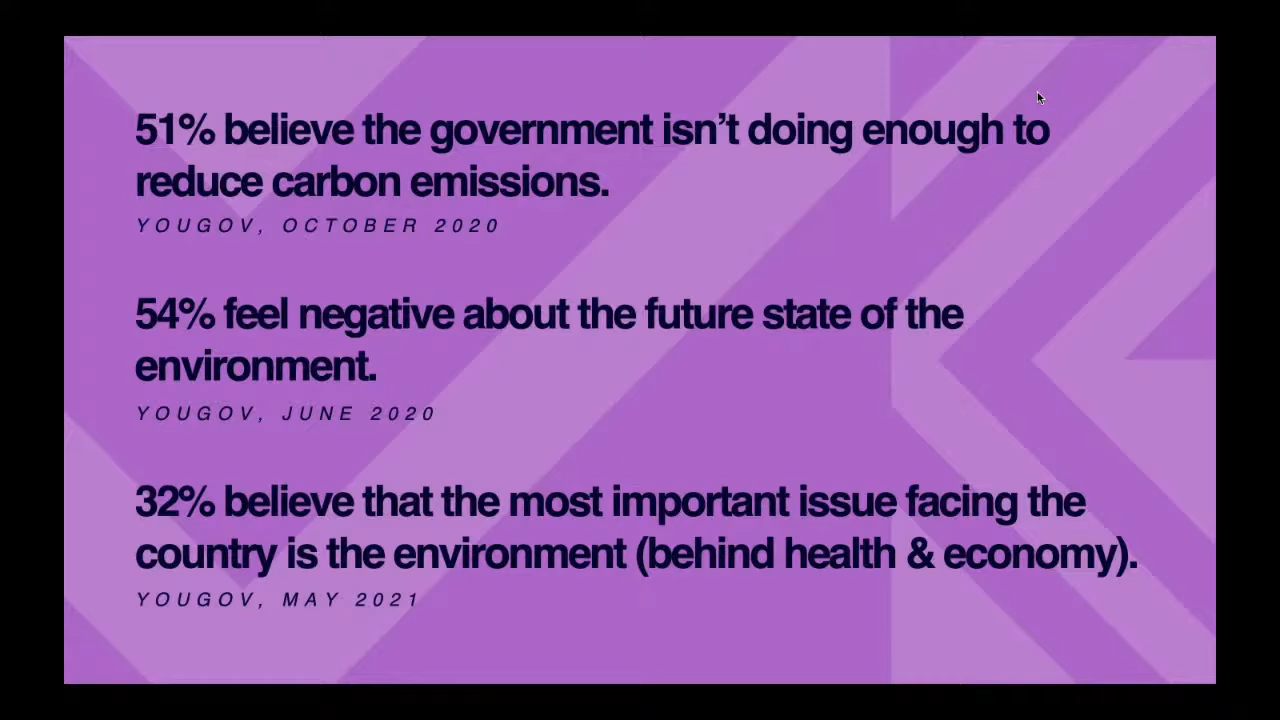 51% believe the government isn’t doing enough to
reduce carbon emissions.
YOUGOV, OCTOBER 2020
54% feel negative about the future state of the
environment.
YOUGOV, JUNE 2020
32% believe that the most important issue facing the
country is the environment (behind health & economy).
YOUGOV, MAY 2021